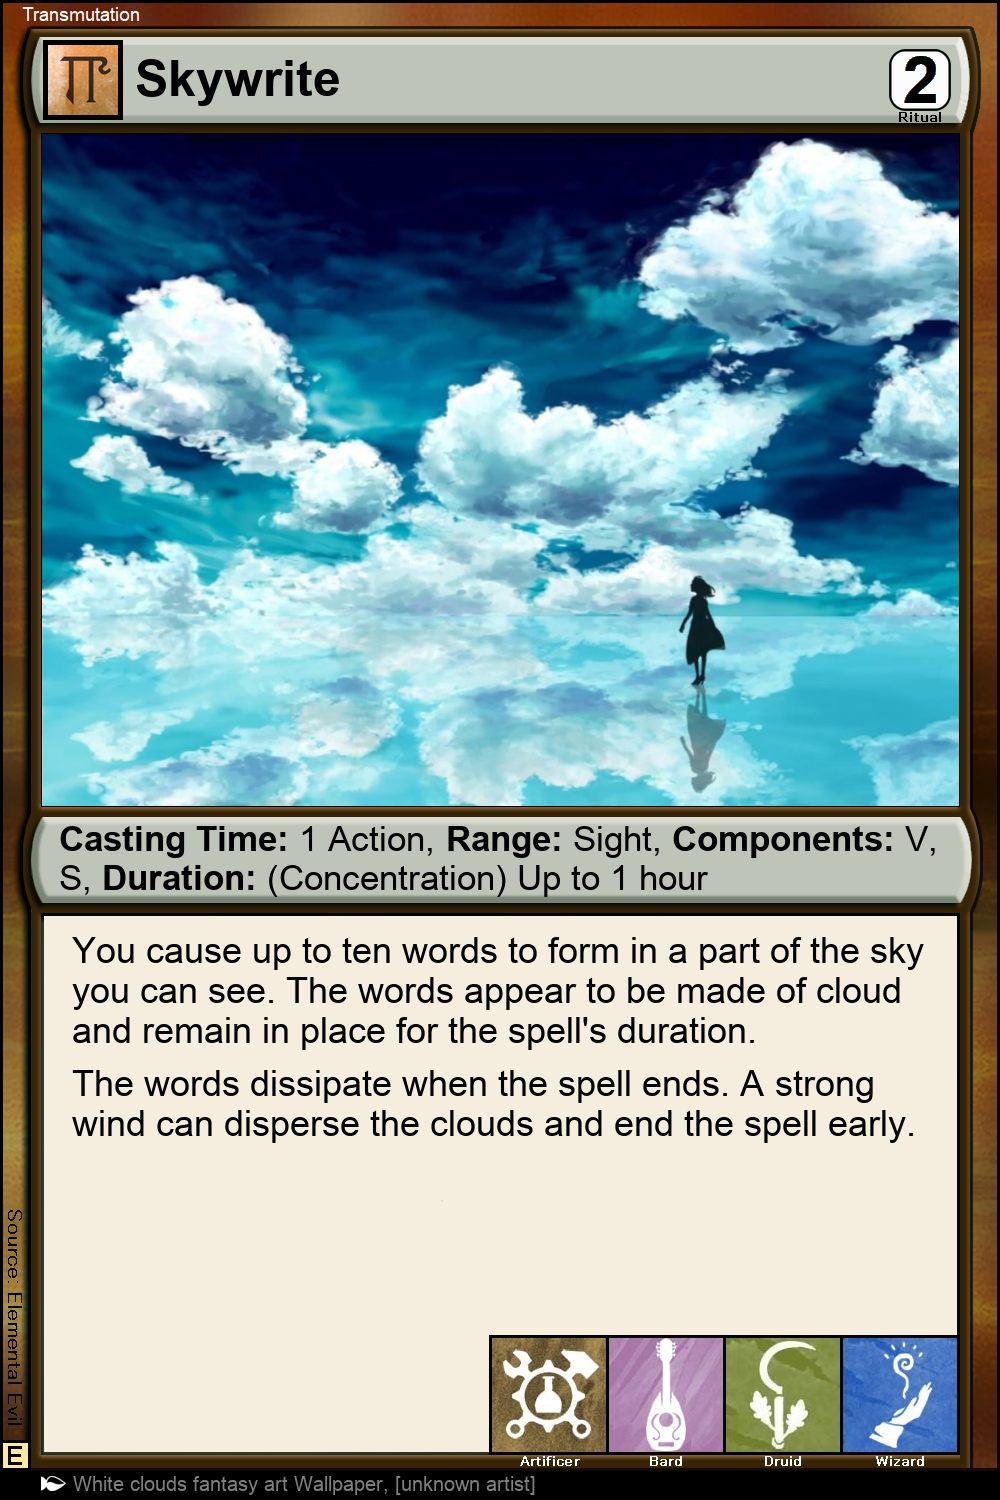 Transmutation
Skywrite
2
Ritual
Casting Time: 1 Action, Range: Sight, Components: V,
S, Duration: (Concentration) Up to 1 hour
You cause up to ten words to form in a part of the sky
you can see. The words appear to be made of cloud
and remain in place for the spell's duration.
The words dissipate when the spell ends. A strong
wind can disperse the clouds and end the spell early.
Source: Elemental Evil
E
Artificer
Bard
Druid
Wizard
White clouds fantasy art Wallpaper, [unknown artist]